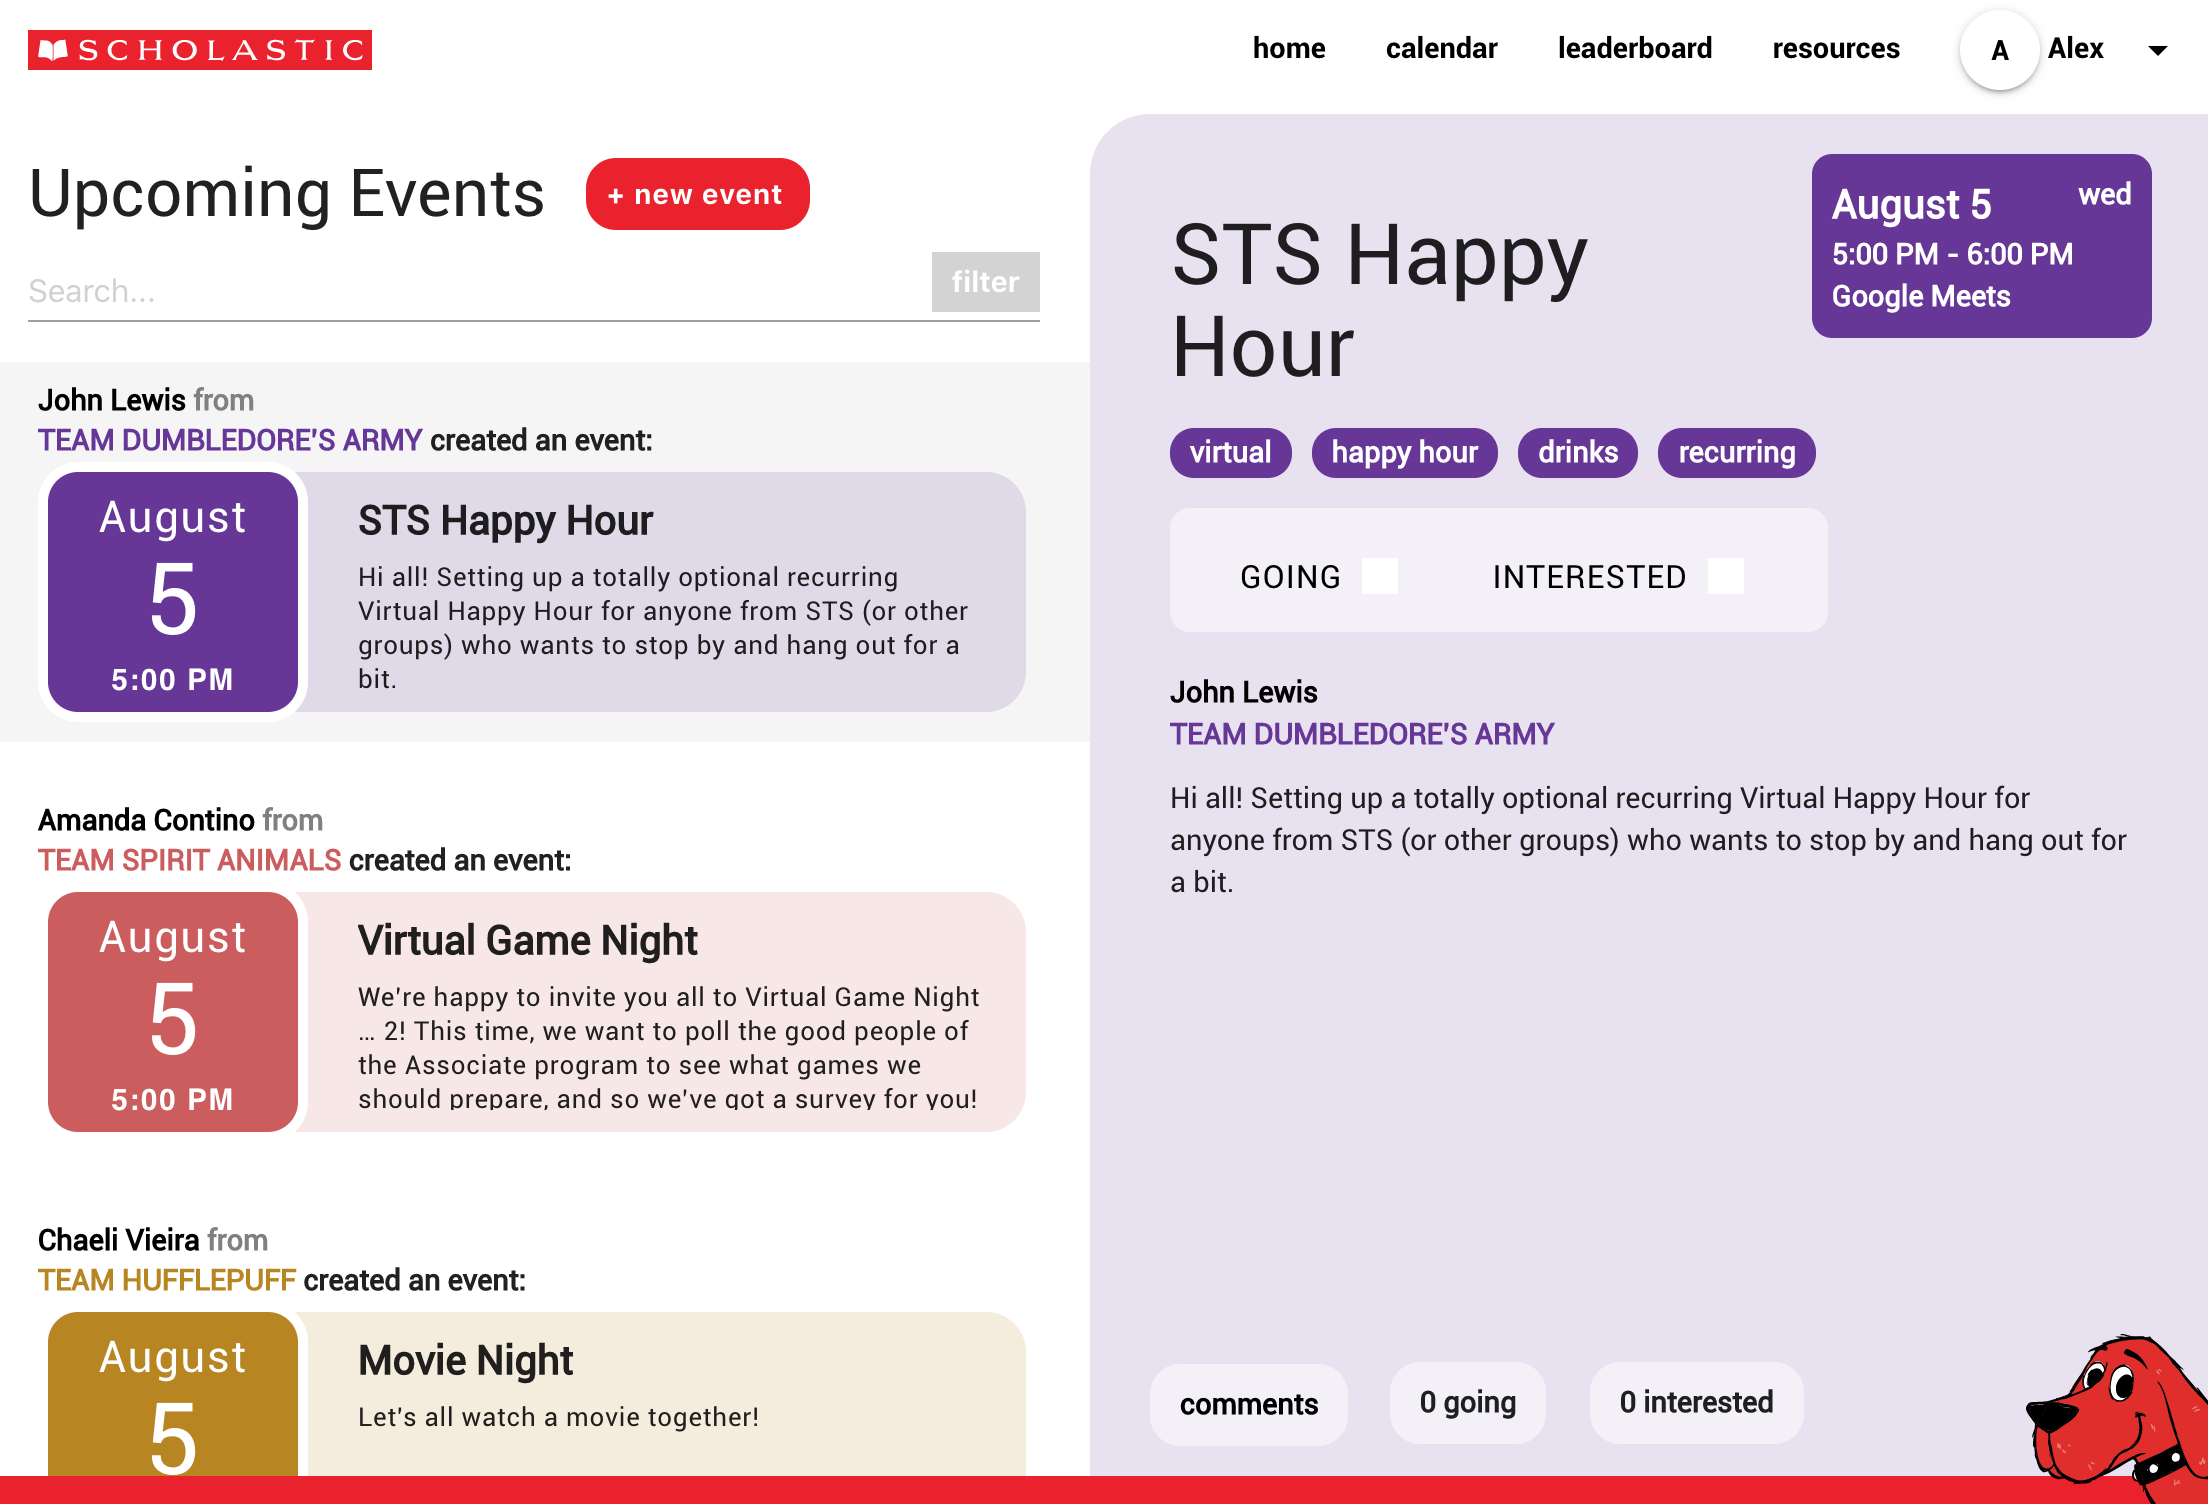 SCHOLASTIC
home calendar leaderboard resources A Alex
Upcoming Events
+ new event
Search...
filter
John Lewis from
TEAM DUMBLEDORE'S ARMY created an event:
August
5
5:00 PM
STS Happy Hour
Hi all! Setting up a totally optional recurring
Virtual Happy Hour for anyone from STS (or other
groups) who wants to stop by and hang out for a
bit.
Amanda Contino from
TEAM SPIRIT ANIMALS created an event:
August
5
5:00 PM
Virtual Game Night
We're happy to invite you all to Virtual Game Night
... 2! This time, we want to poll the good people of
the Associate program to see what games we
should prepare, and so we've got a survey for you!
Chaeli Vieira from
TEAM HUFFLEPUFF created an event:
August
5
Movie Night
Let's all watch a movie together!
STS Happy
Hour
August 5 wed
5:00 PM - 6:00 PM
Google Meets
virtual happy hour drinks recurring
GOING INTERESTED
John Lewis
TEAM DUMBLEDORE'S ARMY
Hi all! Setting up a totally optional recurring Virtual Happy Hour for
anyone from STS (or other groups) who wants to stop by and hang out for
a bit.
comments 0 going 0 interested